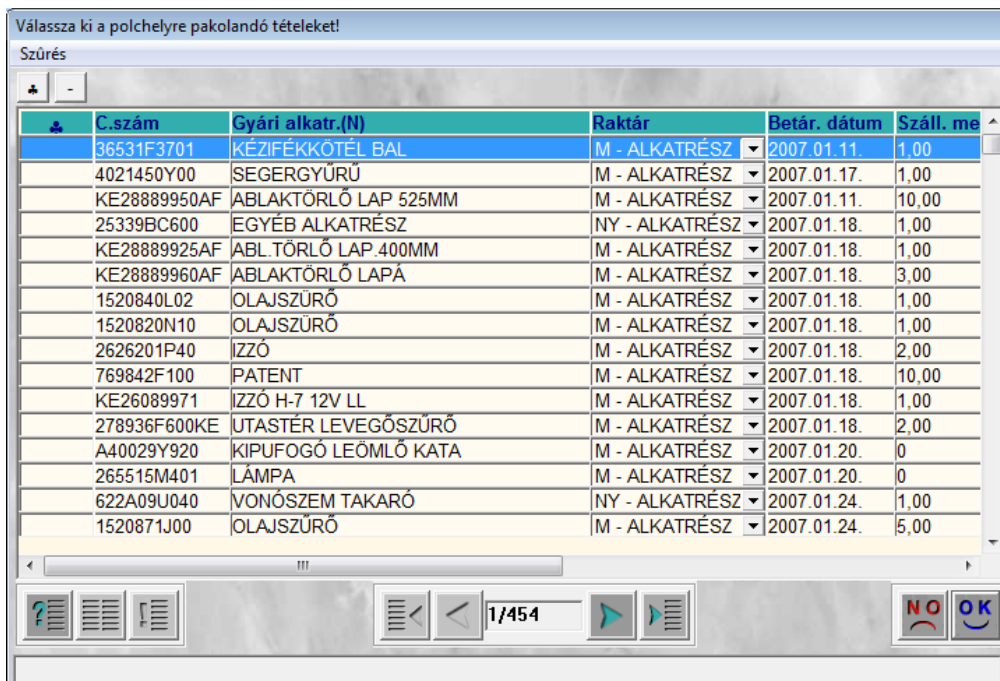 Válassza ki a polchelyre pakolandó tételeket!
Szûrés
-
C.szám Gyári alkatr.(N) Raktár Betár. dátum Száll. me
36531F3701 KÉZIFÉKKÖTÉL BAL M - ALKATRÉSZ 2007.01.11. 1,00
4021450Y00 SEGERGYŰRŰ M - ALKATRÉSZ 2007.01.17. 1,00
KE28889950AF ABLAKTÖRLŐ LAP 525MM M - ALKATRÉSZ 2007.01.11. 10,00
25339BC600 EGYÉB ALKATRÉSZ NY - ALKATRÉSZ 2007.01.18. 1,00
KE28889925AF ABL.TÖRLŐ LAP.400MM M - ALKATRÉSZ 2007.01.18. 1,00
KE28889960AF ABLAKTÖRLŐ LAPÁ M - ALKATRÉSZ 2007.01.18. 3,00
1520840L02 OLAJSZÜRŐ M - ALKATRÉSZ 2007.01.18. 1,00
1520820N10 OLAJSZÜRŐ M - ALKATRÉSZ 2007.01.18. 1,00
2626201P40 IZZÓ M - ALKATRÉSZ 2007.01.18. 2,00
769842F100 PATENT M - ALKATRÉSZ 2007.01.18. 10,00
KE26089971 IZZÓ H-7 12V LL M - ALKATRÉSZ 2007.01.18. 1,00
278936F600KE UTASTÉR LEVEGŐSZŰRŐ M - ALKATRÉSZ 2007.01.18. 2,00
A40029Y920 KIPUFOGÓ LEÖMLŐ KATA M - ALKATRÉSZ 2007.01.20. 0
265515M401 LÁMPA M - ALKATRÉSZ 2007.01.20. 0
622A09U040 VONÓSZEM TAKARÓ NY - ALKATRÉSZ 2007.01.24. 1,00
1520871J00 OLAJSZŰRŐ M - ALKATRÉSZ 2007.01.24. 5,00
1/454 NO OK